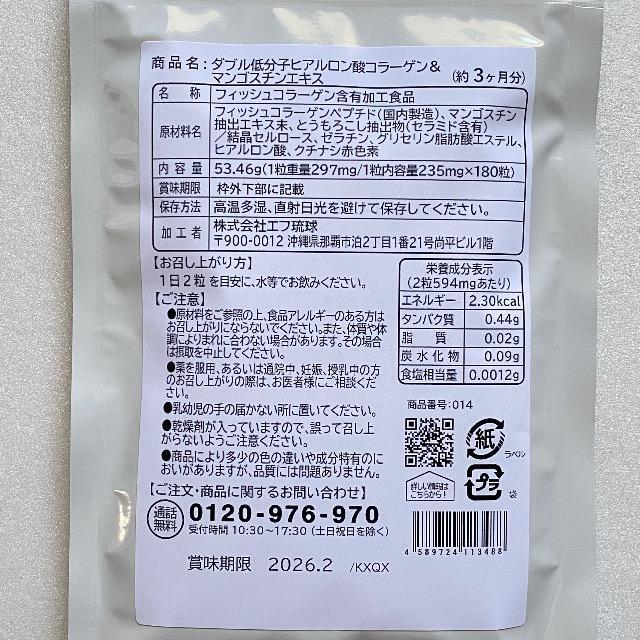 商品名：ダブル低分子ヒアルロン酸コラーゲン&
マンゴスチンエキス
(約3ヶ月分)
名 称 フィッシュコラーゲン含有加工食品
原材料名 フィッシュコラーゲンペプチド(国内製造)、マンゴスチン
抽出エキス末、とうもろこし抽出物(セラミド含有)
/結晶セルロース、ゼラチン、グリセリン脂肪酸エステル、
ヒアルロン酸、クチナシ赤色素
内 容 量 53.46g(1粒重量297mg/1粒内容量235mg×180粒)
賞味期限 枠外下部に記載
保存方法 高温多湿、直射日光を避けて保存してください。
加 工 者 株式会社エフ琉球
〒900-0012 沖縄県那覇市泊2丁目1番21号尚平ビル1階
【お召し上がり方】
1日2粒を目安に、水等でお飲みください。
【ご注意】
●原材料をご参照の上、食品アレルギーのある方は
お召し上がりにならないでください。また、体質や体
調によりまれに合わない場合があります。その場合
は摂取を中止してください。
●薬を服用、あるいは通院中、妊娠、授乳中の方
のお召し上がりの際は、お医者様にご相談くださ
い。
●乳幼児の手の届かない所に置いてください。
●乾燥剤が入っていますので、誤って召し上
がらないようご注意ください。
●商品により多少の色の違いや成分特有のに
おいがありますが、品質には問題ありません。
栄養成分表示
(2粒594mgあたり)
エネルギー 2.30kcal
タンパク質 0.44g
脂 質 0.02g
炭水化物 0.09g
食塩相当量 0.0012g
商品番号：014
詳しい情報は
こちらから!
紙
ラベル
プラ
袋
【ご注文・商品に関するお問い合わせ】
通話
無料
0120-976-970
受付時間 10:30～17:30 (土日祝日を除く)
4 589724 113488
賞味期限 2026.2 /KXQX